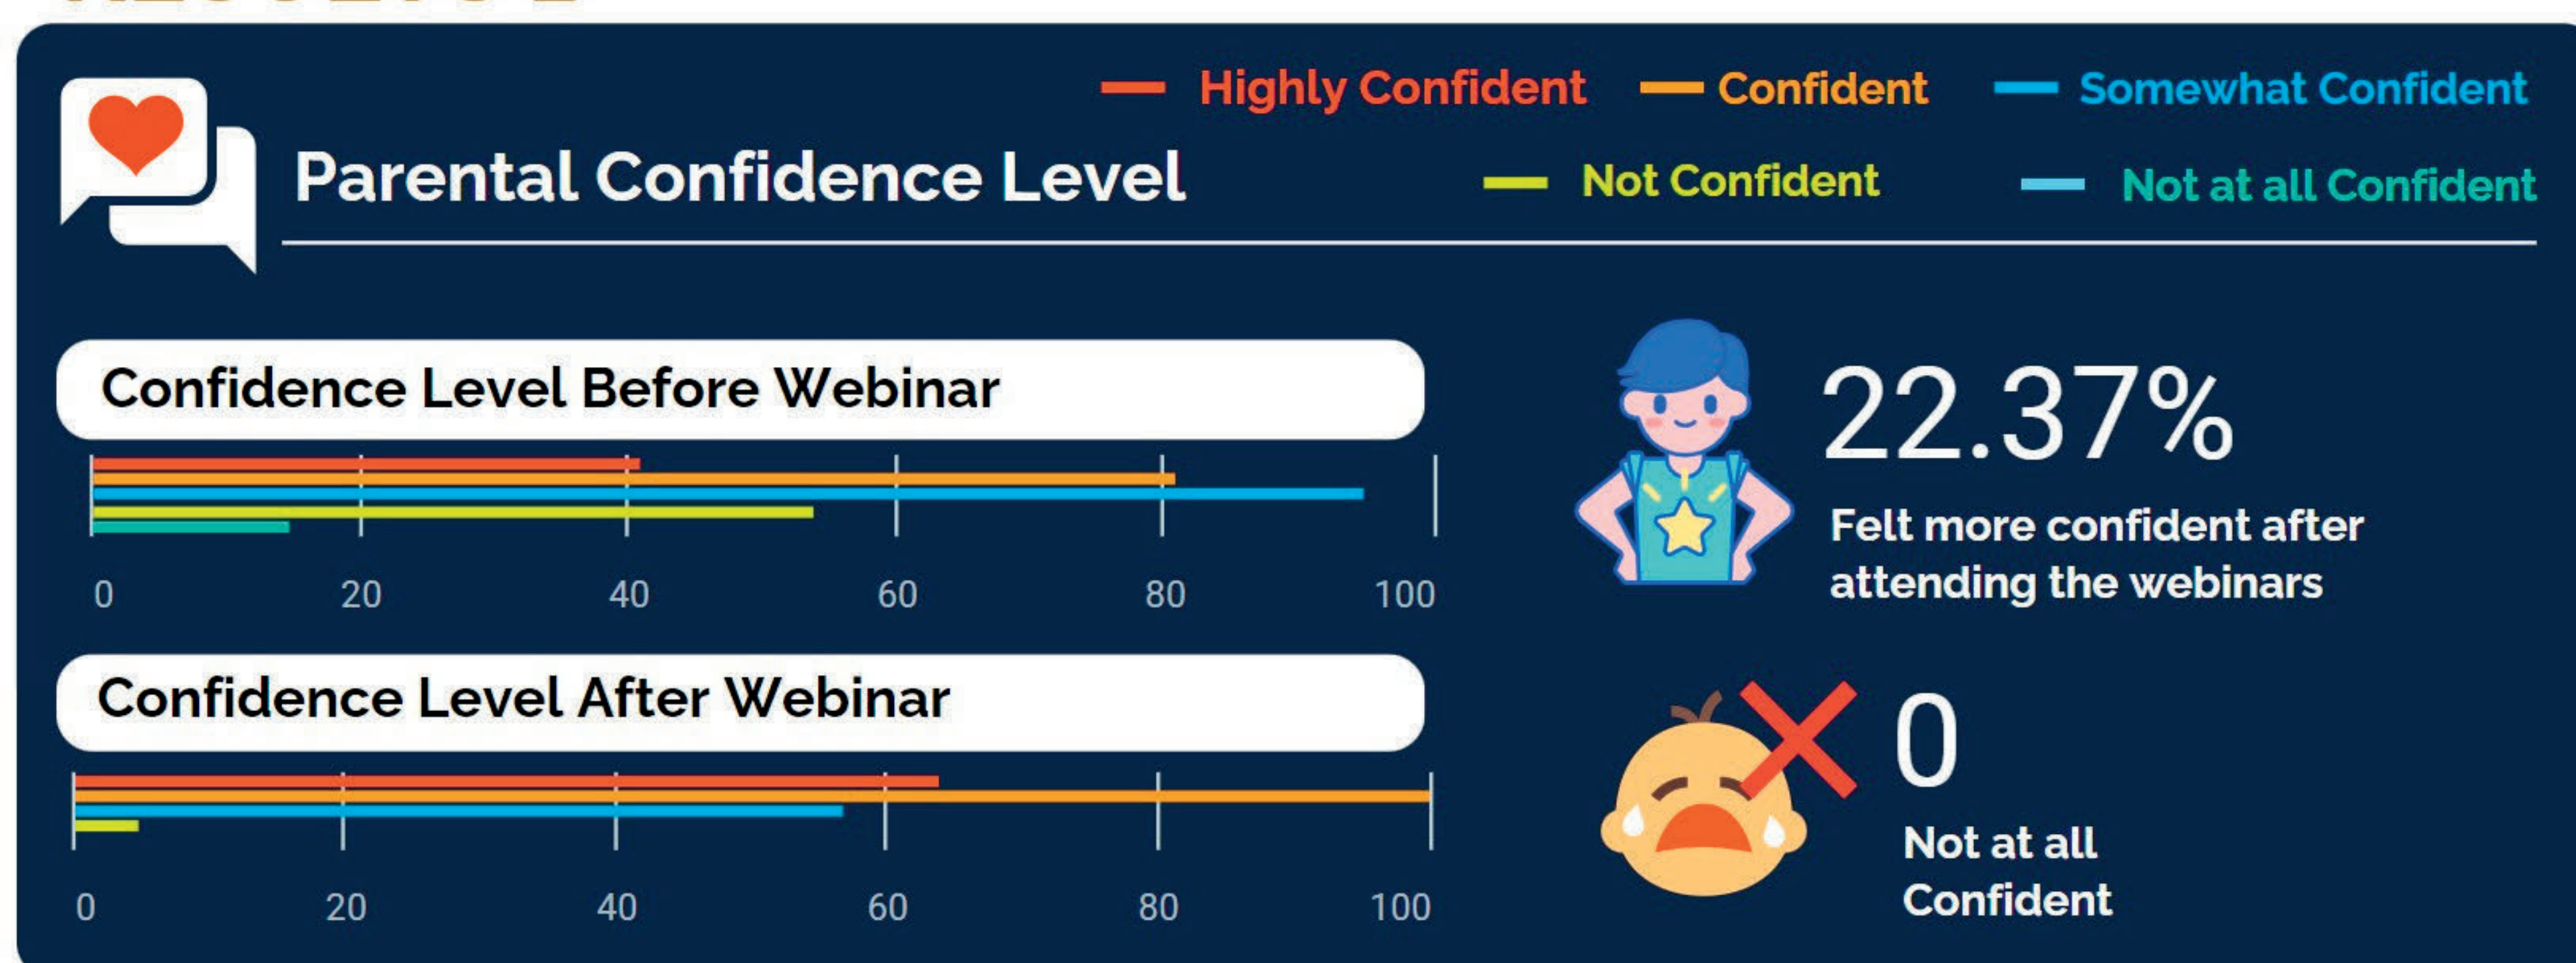 Highly Confident
Confident
Somewhat Confident
Parental Confidence Level
Not Confident
Not at all Confident
Confidence Level Before Webinar
0 20 40 60 80 100
22.37%
Felt more confident after
attending the webinars
Confidence Level After Webinar
0 20 40 60 80 100
0
Not at all
Confident